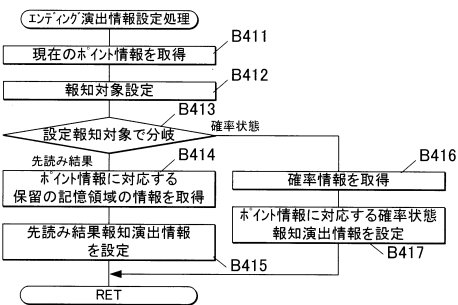 エンディング演出情報設定処理
B411
現在のポイント情報を取得
B412
報知対象設定
B413
設定報知対象で分岐
確率状態
先読み結果
B414
ポイント情報に対応する
保留の記憶領域の情報を取得
B416
確率情報を取得
先読み結果報知演出情報
を設定
B415
ポイント情報に対応する確率状態
報知演出情報を設定
B417
RET